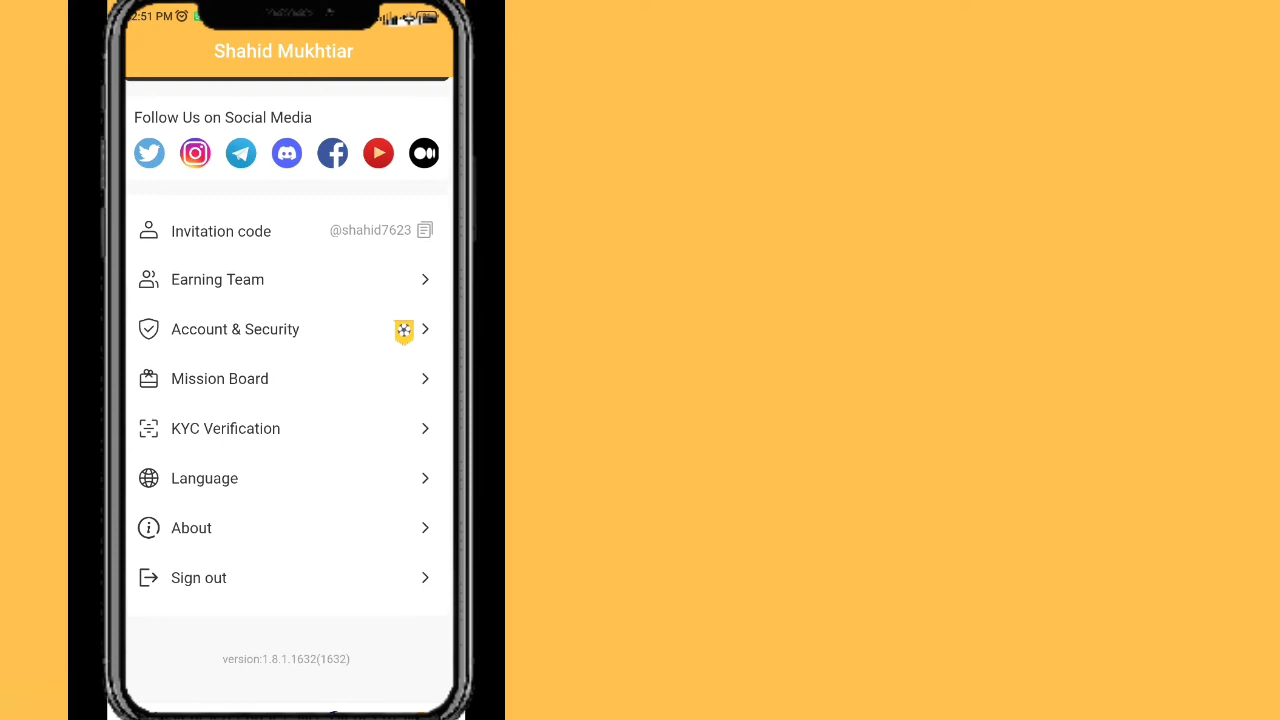 2:51 PM
Shahid Mukhtiar
Follow Us on Social Media
Invitation code @shahid7623
Earning Team
Account & Security
Mission Board
KYC Verification
Language
About
Sign out
version:1.8.1.1632(1632)